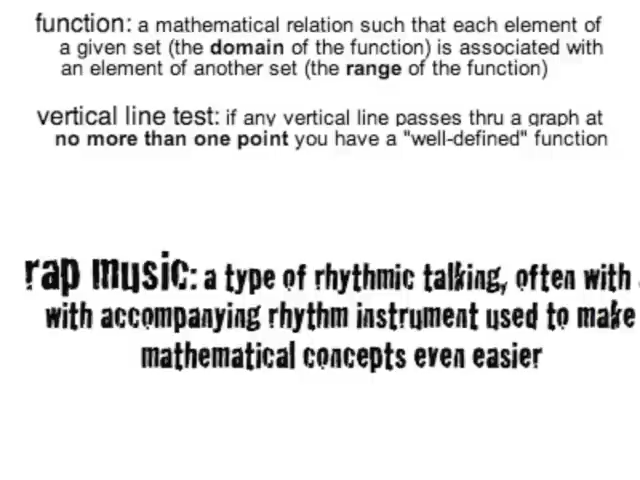 function: a mathematical relation such that each element of
a given set (the domain of the function) is associated with
an element of another set (the range of the function)
vertical line test: if any vertical line passes thru a graph at
no more than one point you have a "well-defined" function
rap music: a type of rhythmic talking, often with
with accompanying rhythm instrument used to make
mathematical concepts even easier